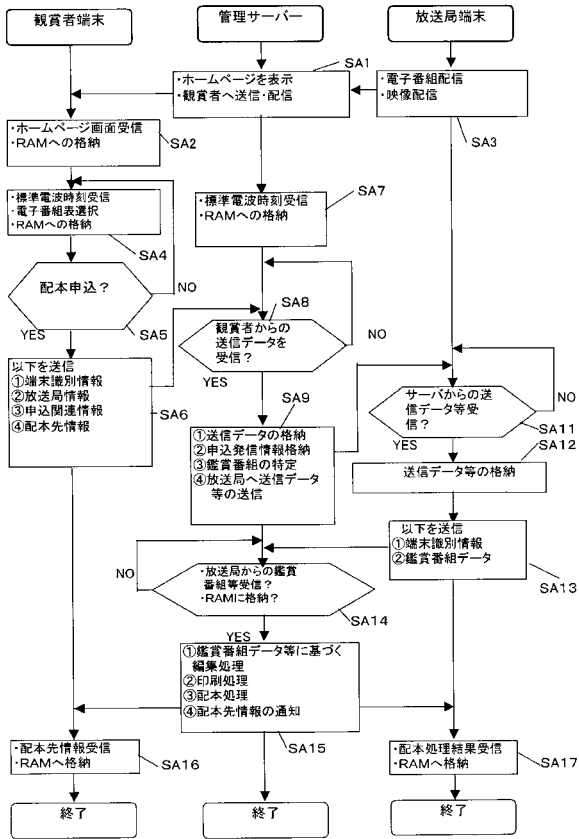 観賞者端末
管理サーバー
放送局端末
SA1
・ホームページを表示
・観賞者へ送信・配信
・電子番組配信
・映像配信
SA3
・ホームページ画面受信
・RAMへの格納
SA2
・標準電波時刻受信
・電子番組表選択
・RAMへの格納
SA4
・標準電波時刻受信
・RAMへの格納
SA7
配本申込？
NO
YES
SA5
SA8
観賞者からの
送信データを
受信？
NO
YES
以下を送信
①端末識別情報
②放送局情報
③申込関連情報
④配本先情報
SA6
サーバからの送
信データ等受
信？
NO
YES
SA11
SA9
①送信データの格納
②申込発信情報格納
③鑑賞番組の特定
④放送局へ送信データ
等の送信
SA12
送信データ等の格納
以下を送信
①端末識別情報
②鑑賞番組データ
SA13
・放送局からの鑑賞
番組等受信？
・RAMに格納？
NO
YES
SA14
①鑑賞番組データ等に基づく
編集処理
②印刷処理
③配本処理
④配本先情報の通知
SA15
・配本先情報受信
・RAMへ格納
SA16
・配本処理結果受信
・RAMへ格納
SA17
終了
終了
終了